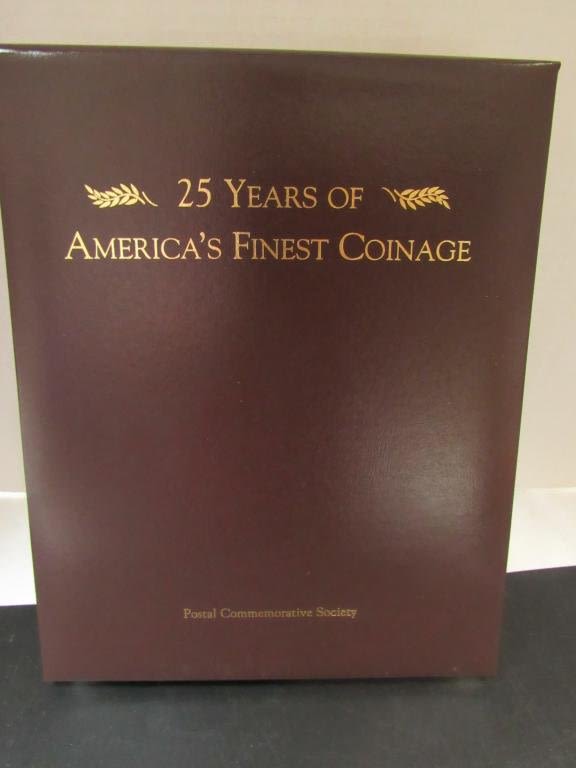 25 YEARS OF
AMERICA'S FINEST COINAGE
Postal Commemorative Society